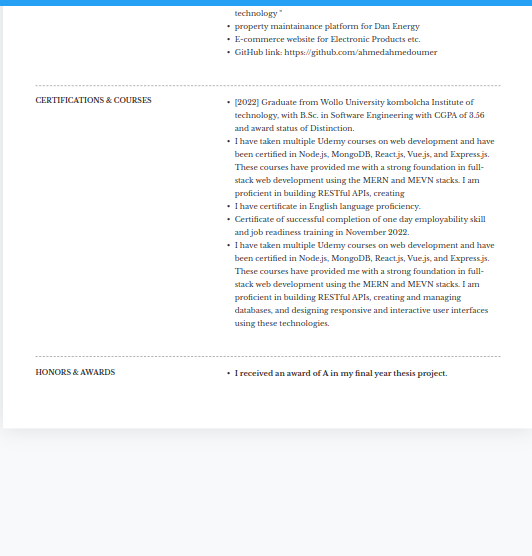 technology "
• property maintainance platform for Dan Energy
• E-commerce website for Electronic Products etc.
• GitHub link: https://github.com/ahmedahmedoumer
CERTIFICATIONS & COURSES
• [2022] Graduate from Wollo University kombolcha Institute of
technology, with B.Sc. in Software Engineering with CGPA of 3.56
and award status of Distinction.
• I have taken multiple Udemy courses on web development and have
been certified in Node.js, MongoDB, React.js, Vue.js, and Express.js.
These courses have provided me with a strong foundation in full-
stack web development using the MERN and MEVN stacks. I am
proficient in building RESTful APIs, creating
• I have certificate in English language proficiency.
• Certificate of successful completion of one day employability skill
and job readiness training in November 2022.
• I have taken multiple Udemy courses on web development and have
been certified in Node.js, MongoDB, React.js, Vue.js, and Express.js.
These courses have provided me with a strong foundation in full-
stack web development using the MERN and MEVN stacks. I am
proficient in building RESTful APIs, creating and managing
databases, and designing responsive and interactive user interfaces
using these technologies.
HONORS & AWARDS
• I received an award of A in my final year thesis project.